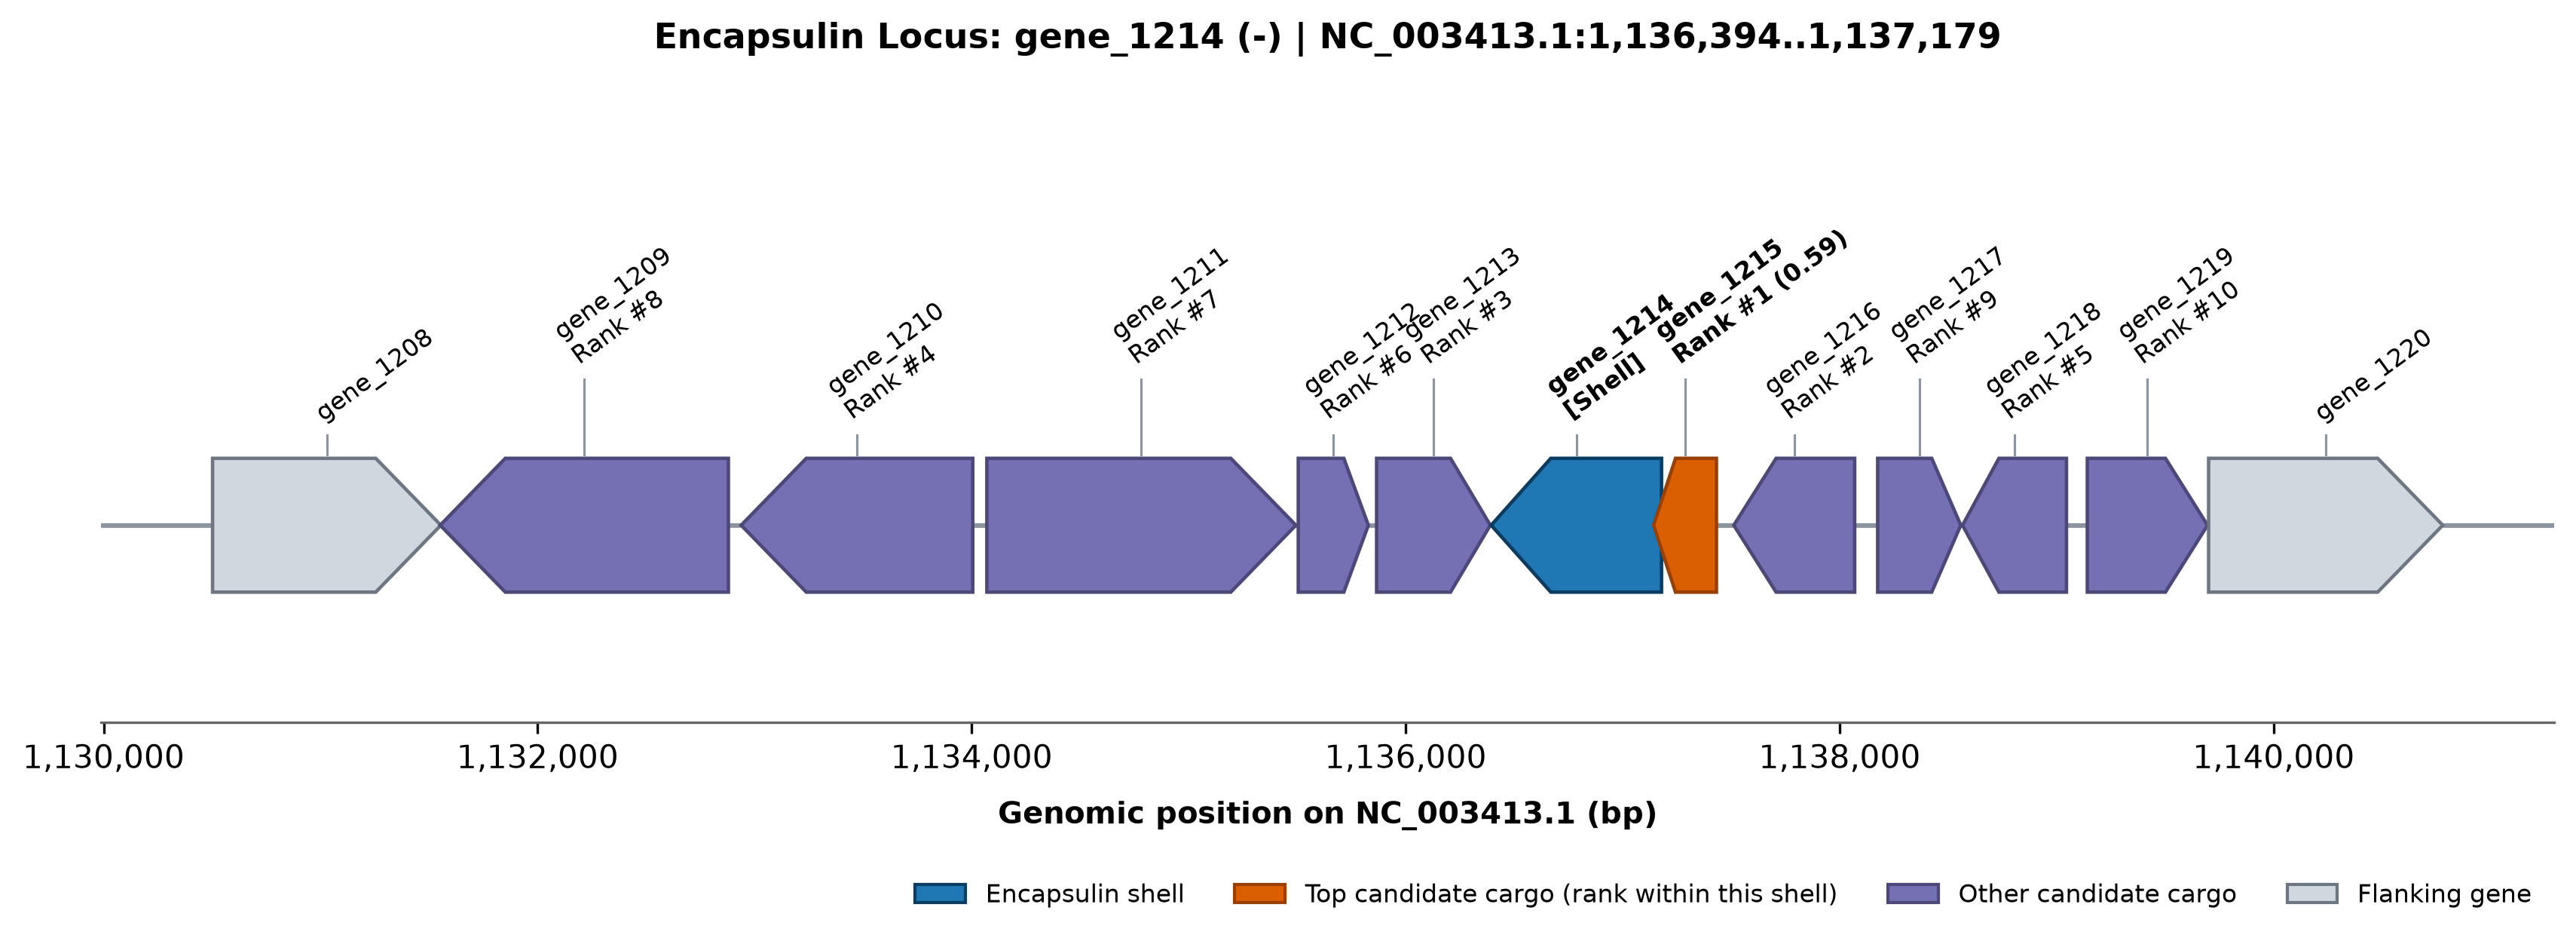 Encapsulin Locus: gene_1214 (-) | NC_003413.1:1,136,394..1,137,179
gene_1208
gene_1209
Rank #8
gene_1210
Rank #4
gene_1211
Rank #7
gene_1212
Rank #6
gene_1213
Rank #3
gene_1214
[Shell]
gene_1215
Rank #1 (0.59)
gene_1216
Rank #2
gene_1217
Rank #9
gene_1218
Rank #5
gene_1219
Rank #10
gene_1220
1,130,000
1,132,000
1,134,000
1,136,000
1,138,000
1,140,000
Genomic position on NC_003413.1 (bp)
Encapsulin shell
Top candidate cargo (rank within this shell)
Other candidate cargo
Flanking gene